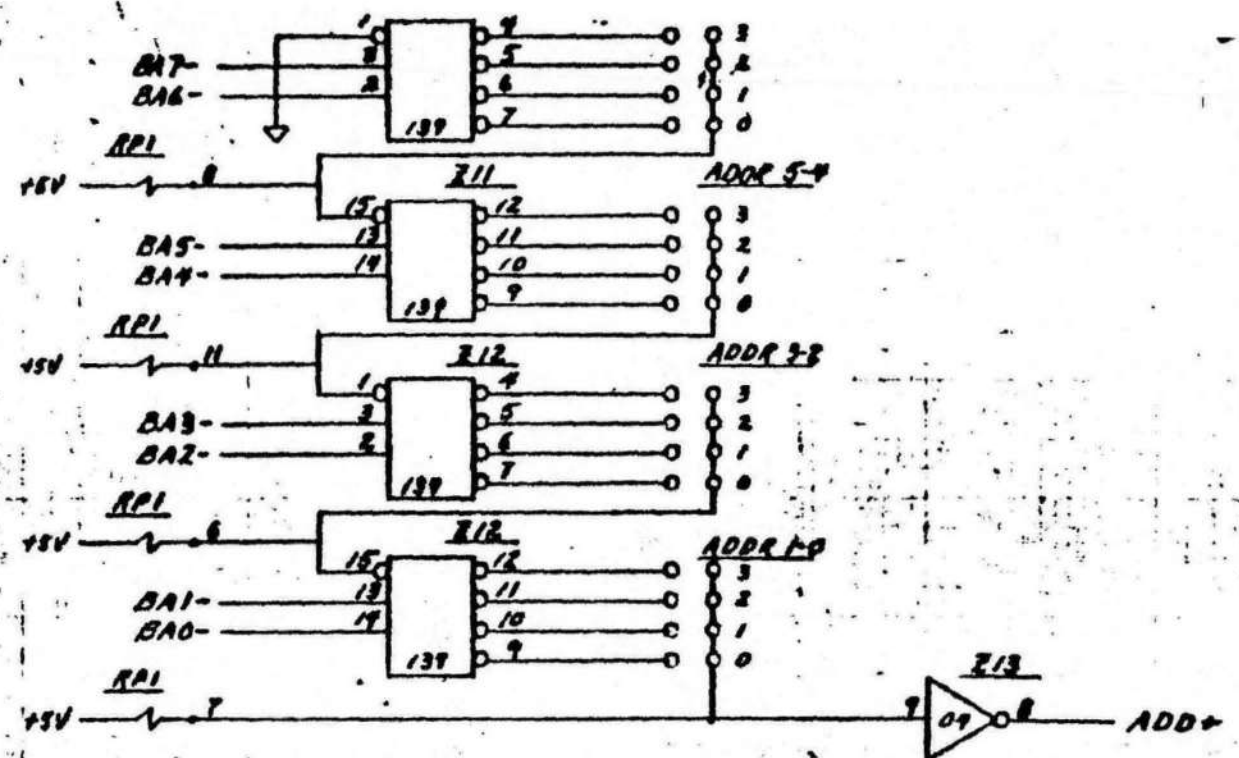 1 4 3
BA7- 3 5 2
BA6- 2 6 1
139 7 0
RP1
+5V 8 Z11 ADDR 5-4
15 12 3
BA5- 13 11 2
BA4- 14 10 1
139 9 0
RP1
+5V 11 Z12 ADDR 3-2
1 4 3
BA3- 3 5 2
BA2- 2 6 1
139 7 0
RP1
+5V 6 Z12 ADDR 1-0
15 12 3
BA1- 13 11 2
BA0- 14 10 1
139 9 0
RP1 Z13
+5V 7 9 04 8 ADD+